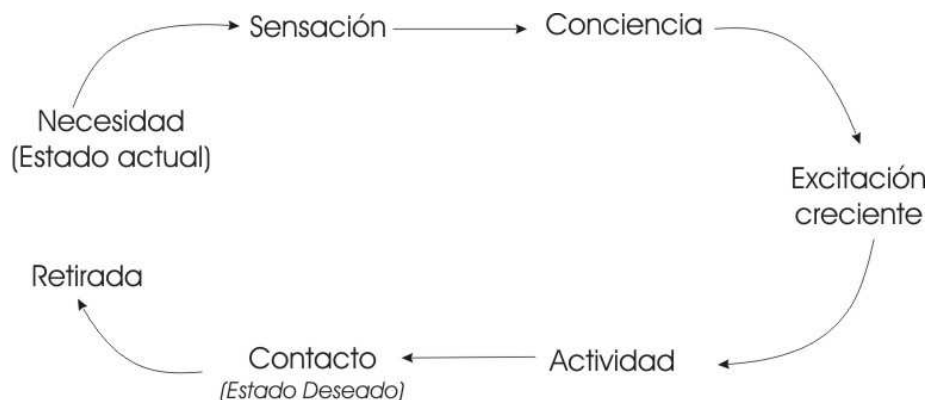 Sensación
Conciencia
Necesidad
(Estado actual)
Excitación
creciente
Retirada
Contacto
(Estado Deseado)
Actividad